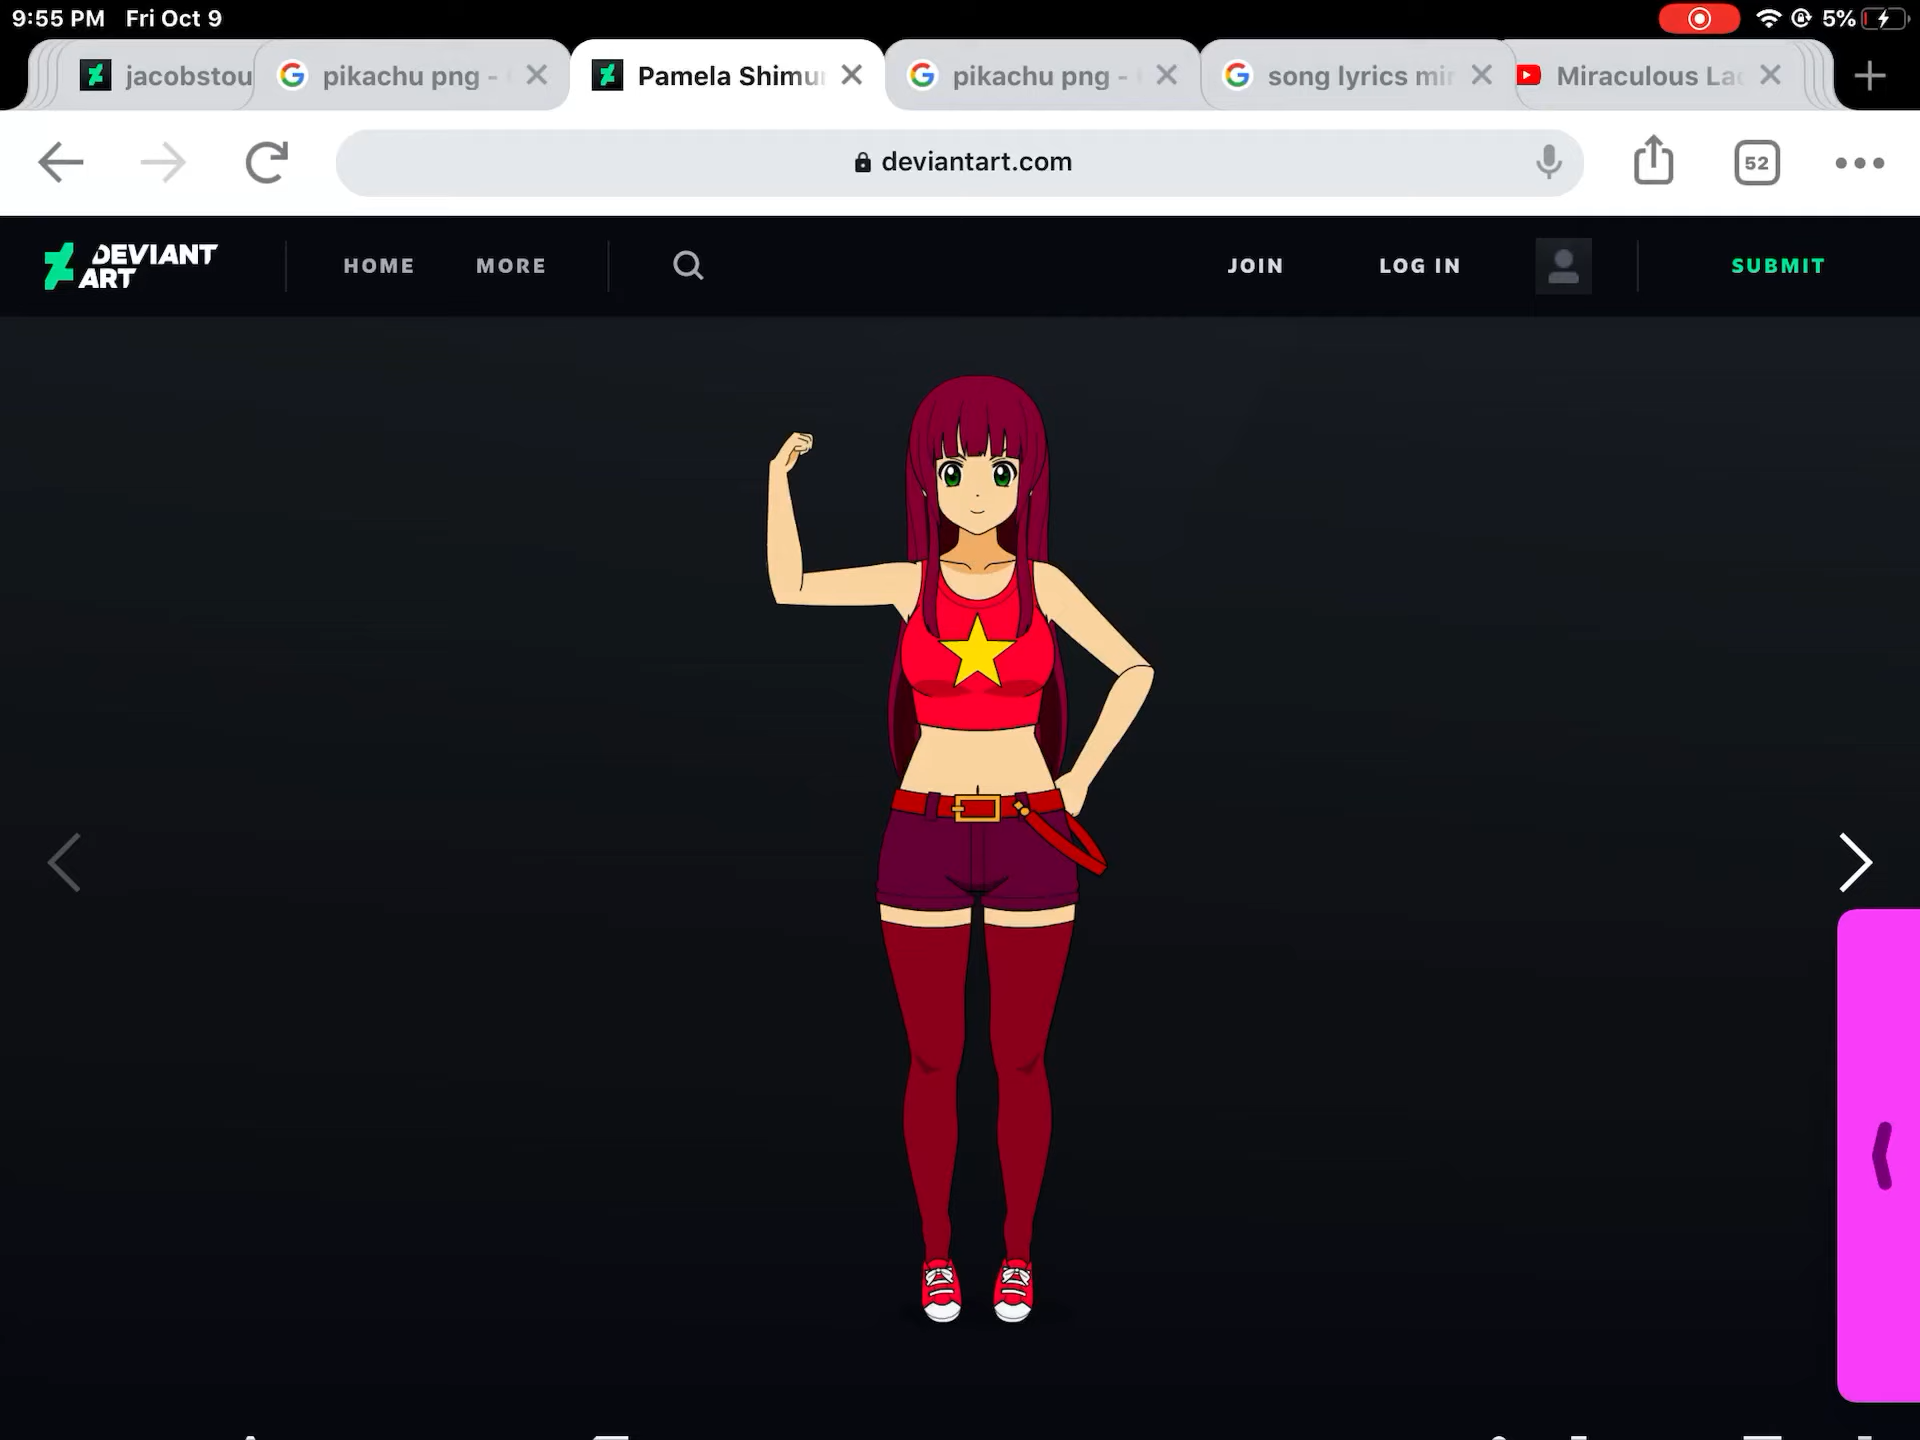 9:55 PM Fri Oct 9 5%
jacobstou pikachu png - Pamela Shimu pikachu png - song lyrics mi Miraculous La
deviantart.com 52
DEVIANT ART HOME MORE JOIN LOG IN SUBMIT